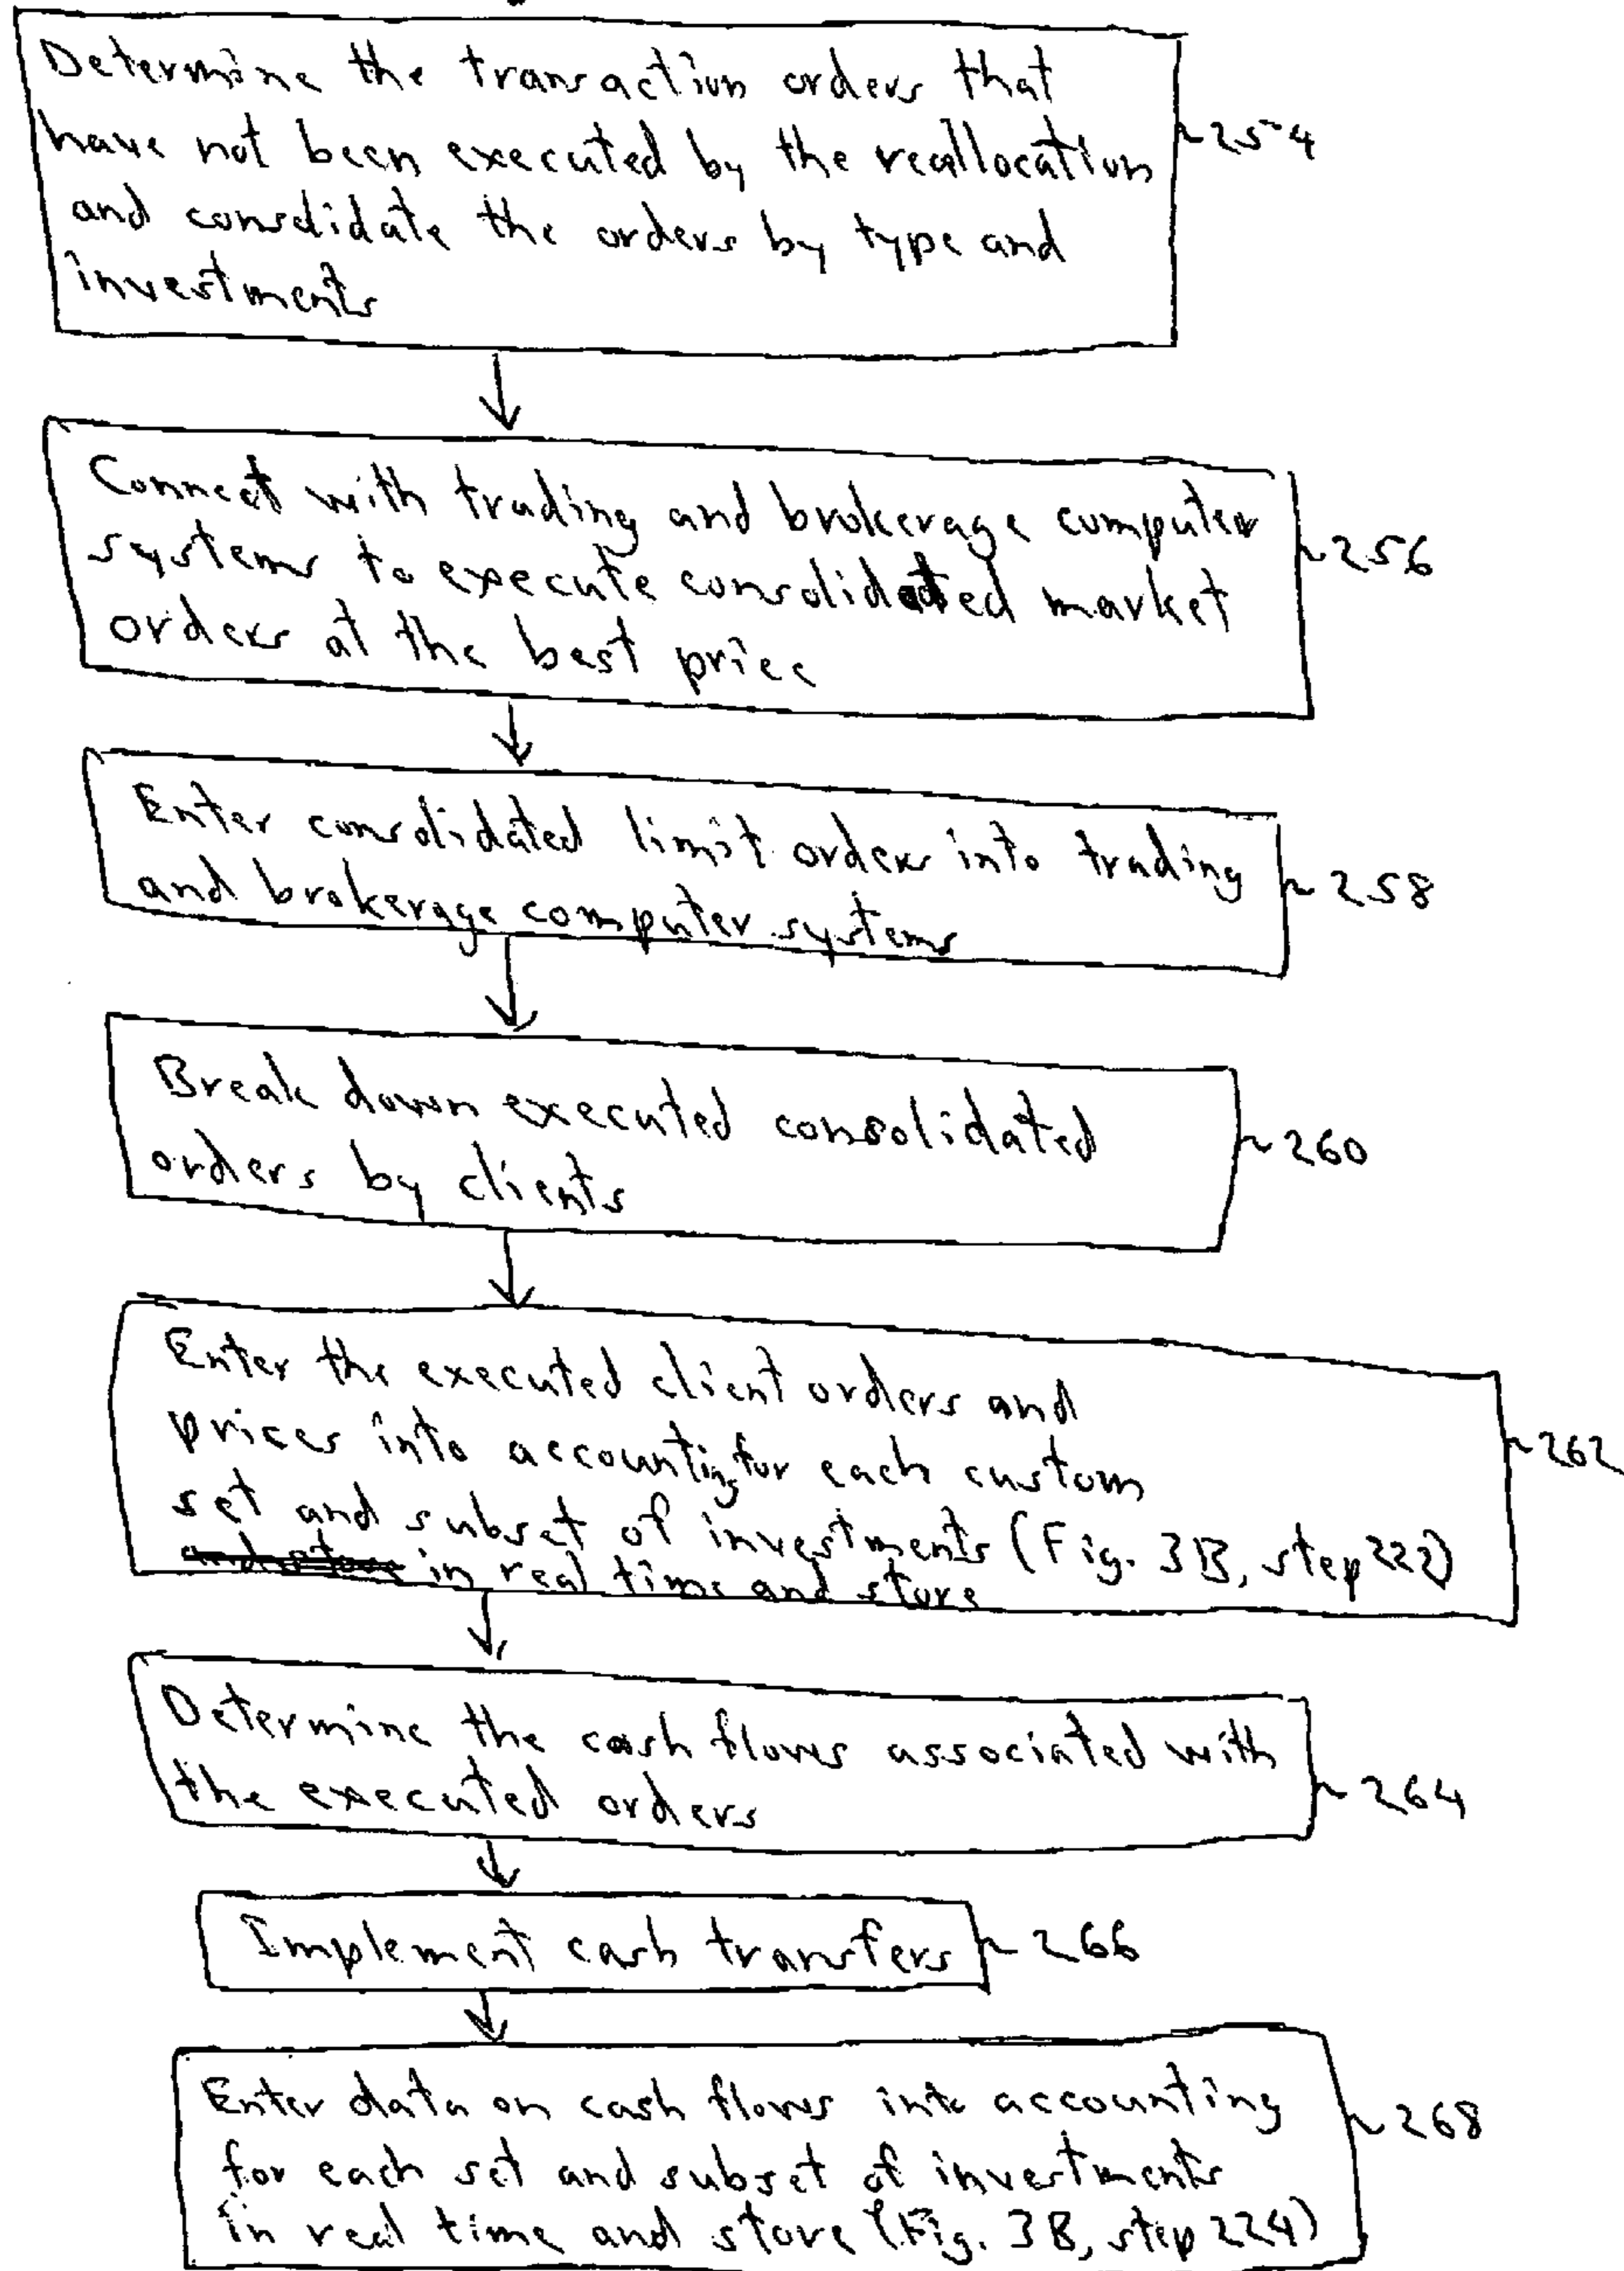 Determine the transaction orders that
have not been executed by the reallocation
and consolidate the orders by type and
investments
254
Connect with trading and brokerage computer
systems to execute consolidated market
orders at the best price
256
Enter consolidated limit orders into trading
and brokerage computer systems
258
Break down executed consolidated
orders by clients
260
Enter the executed client orders and
prices into accounting for each custom
set and subset of investments (Fig. 3B, step 222)
in real time and store
262
Determine the cash flows associated with
the executed orders
264
Implement cash transfers
266
Enter data on cash flows into accounting
for each set and subset of investments
in real time and store (Fig. 3B, step 224)
268